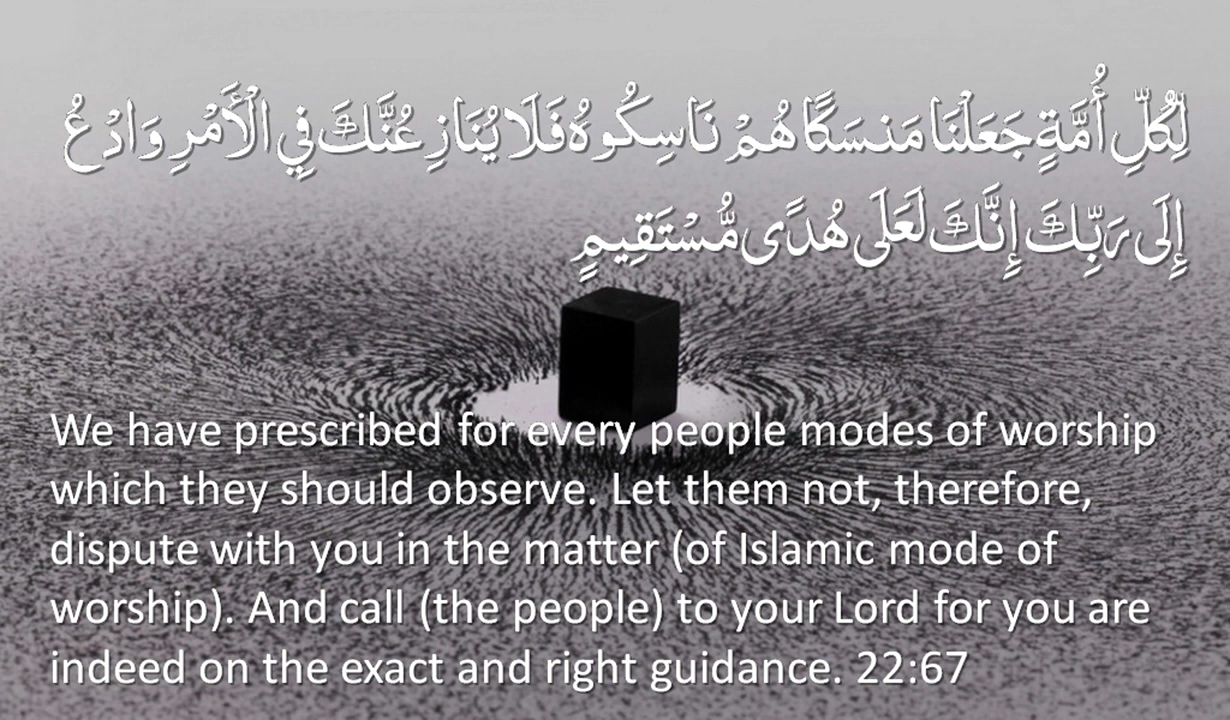 لِّكُلِّ أُمَّةٍ جَعَلْنَا مَنسَكًا هُمْ نَاسِكُوهُ فَلَا يُنَازِعُنَّكَ فِي الْأَمْرِ وَادْعُ
إِلَى رَبِّكَ إِنَّكَ لَعَلَى هُدًى مُّسْتَقِيمٍ
We have prescribed for every people modes of worship
which they should observe. Let them not, therefore,
dispute with you in the matter (of Islamic mode of
worship). And call (the people) to your Lord for you are
indeed on the exact and right guidance. 22:67